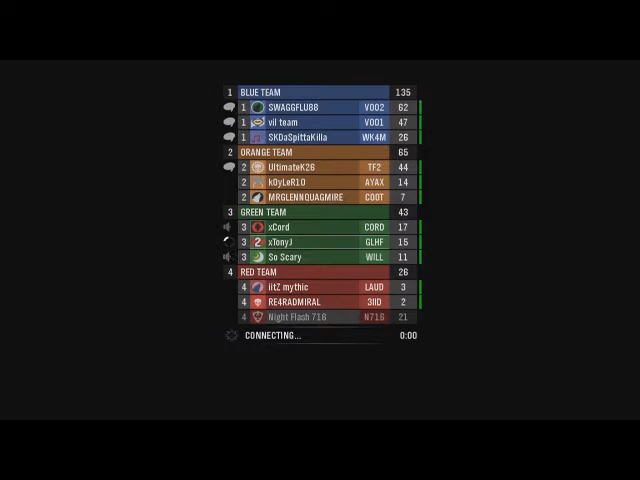 1 BLUE TEAM 135
1 SWAGGFLU88 V002 62
1 vil team V001 47
1 SKDaSpittaKilla WK4M 26
2 ORANGE TEAM 65
2 UltimateK26 TF2 44
2 kOyLeR10 AYAX 14
2 MRGLENNQUAGMIRE COOT 7
3 GREEN TEAM 43
3 xCord CORD 17
3 xTonyJ GLHF 15
3 So Scary WILL 11
4 RED TEAM 26
4 iitZ mythic LAUD 3
4 RE4RADMIRAL 3IID 2
4 Night Flash 716 N716 21
CONNECTING... 0:00